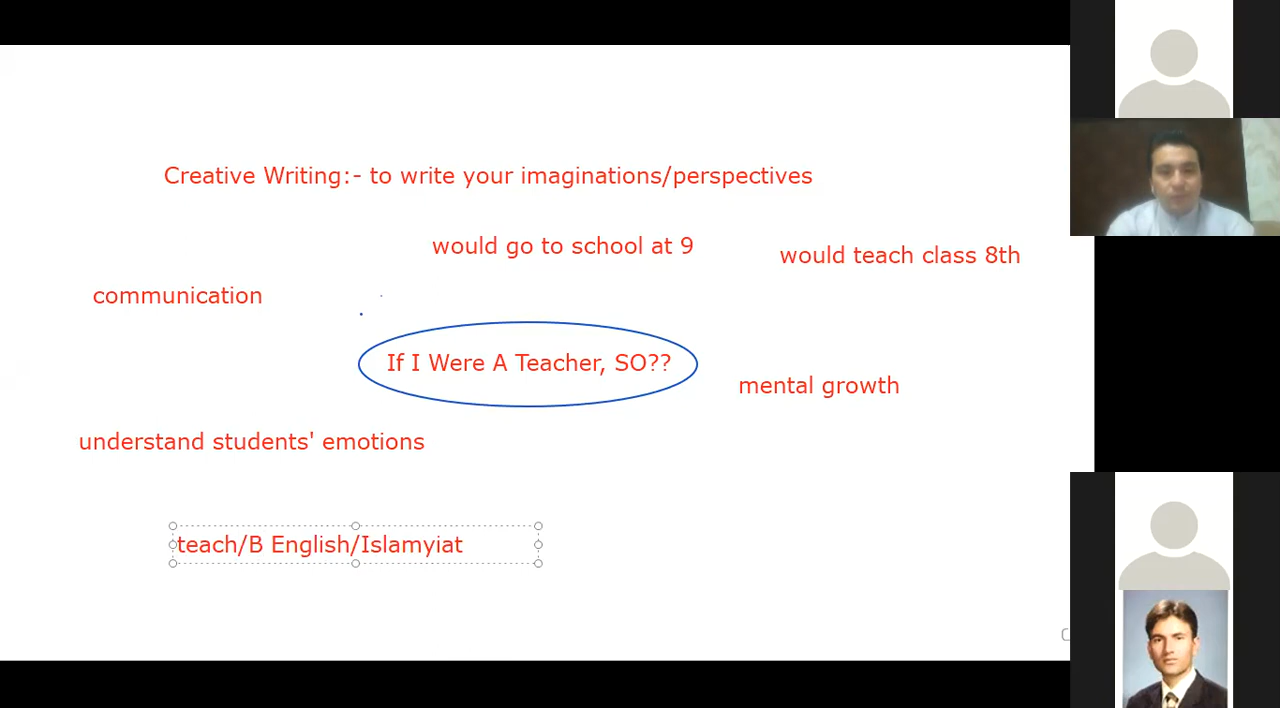 Creative Writing:- to write your imaginations/perspectives
would go to school at 9
would teach class 8th
communication
If I Were A Teacher, SO??
mental growth
understand students' emotions
teach/B English/Islamyiat